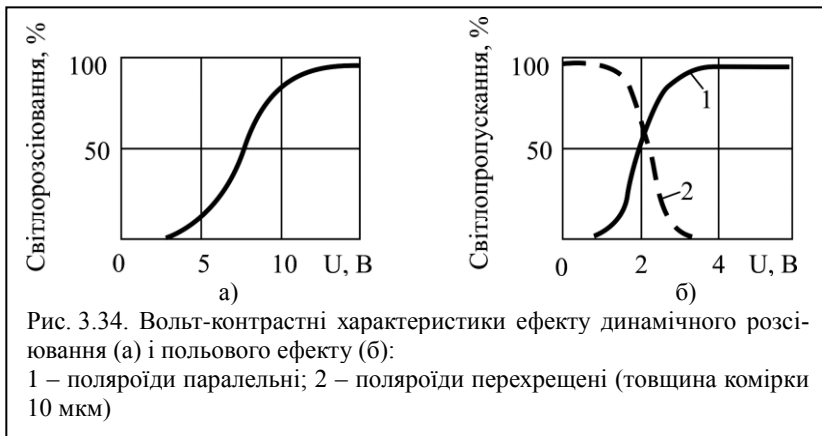 Світлорозсіювання, %
100
50
0
5
10
U, В
а)
Світлопропускання, %
100
50
0
2
4
U, В
1
2
б)
Рис. 3.34. Вольт-контрастні характеристики ефекту динамічного розсі-
ювання (а) і польового ефекту (б):
1 – поляроїди паралельні; 2 – поляроїди перехрещені (товщина комірки
10 мкм)